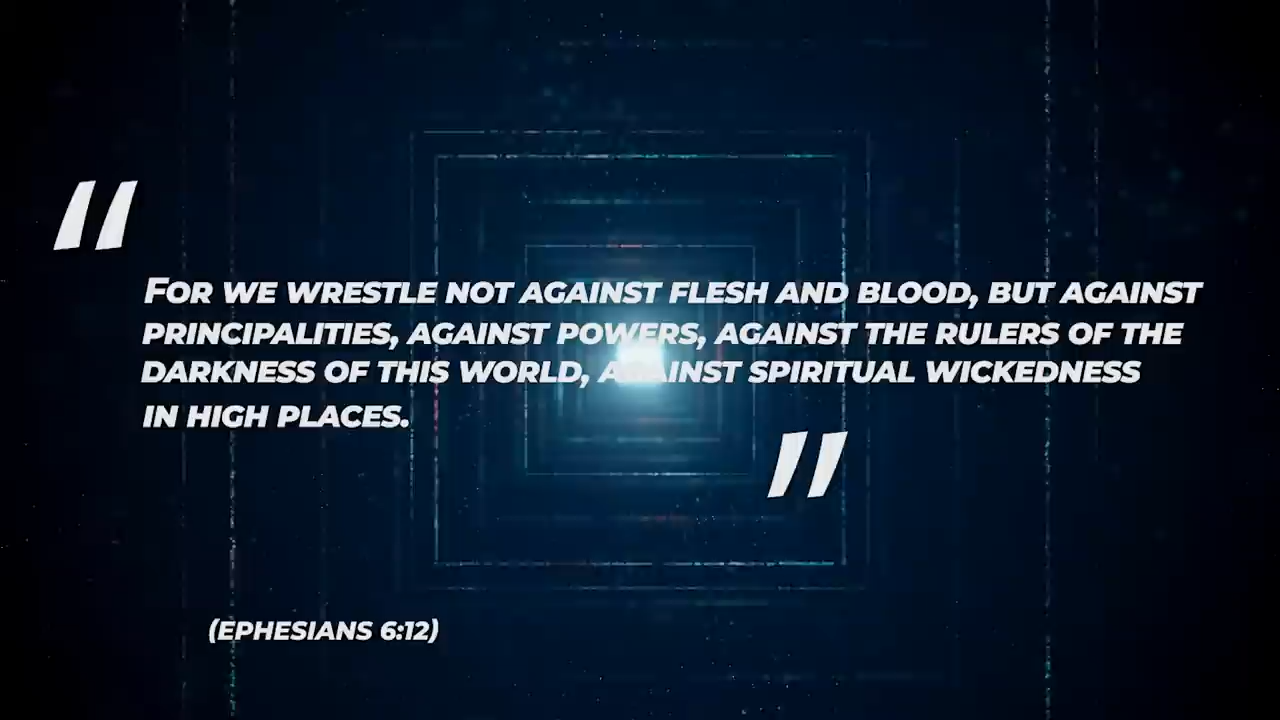 “
FOR WE WRESTLE NOT AGAINST FLESH AND BLOOD, BUT AGAINST
PRINCIPALITIES, AGAINST POWERS, AGAINST THE RULERS OF THE
DARKNESS OF THIS WORLD, AGAINST SPIRITUAL WICKEDNESS
IN HIGH PLACES.
”
(EPHESIANS 6:12)